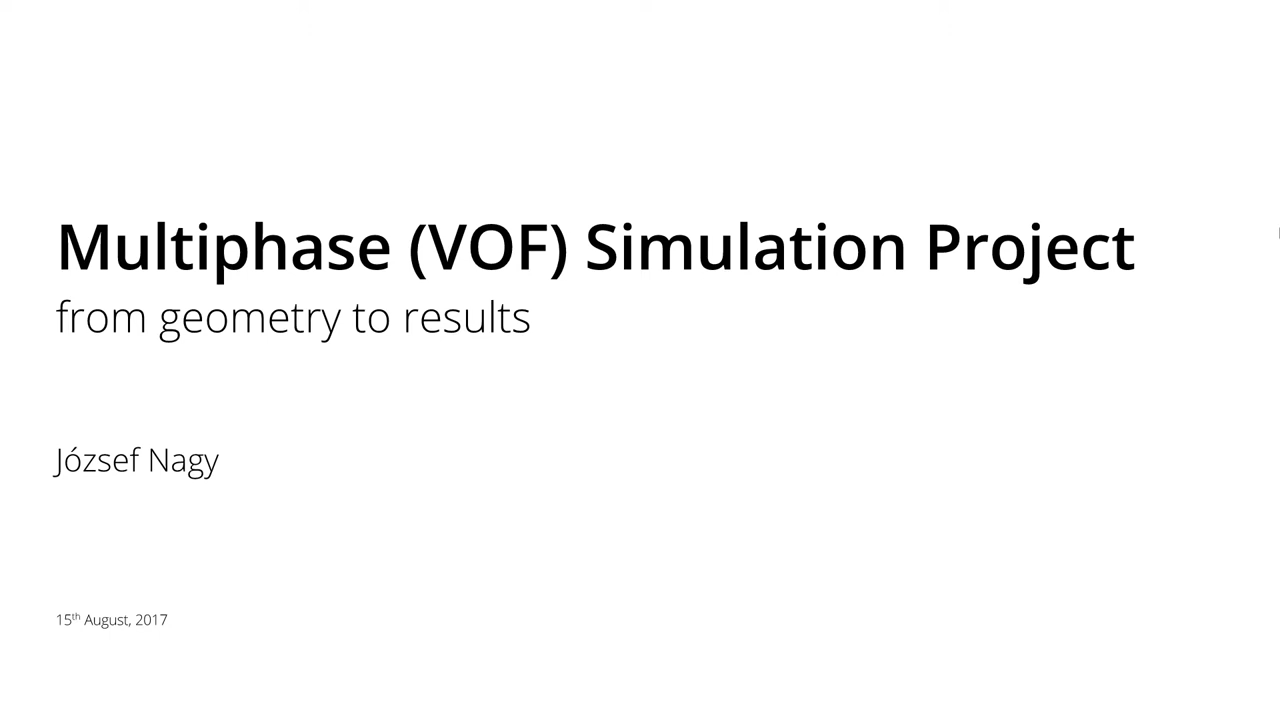 Multiphase (VOF) Simulation Project
from geometry to results
József Nagy
15th August, 2017